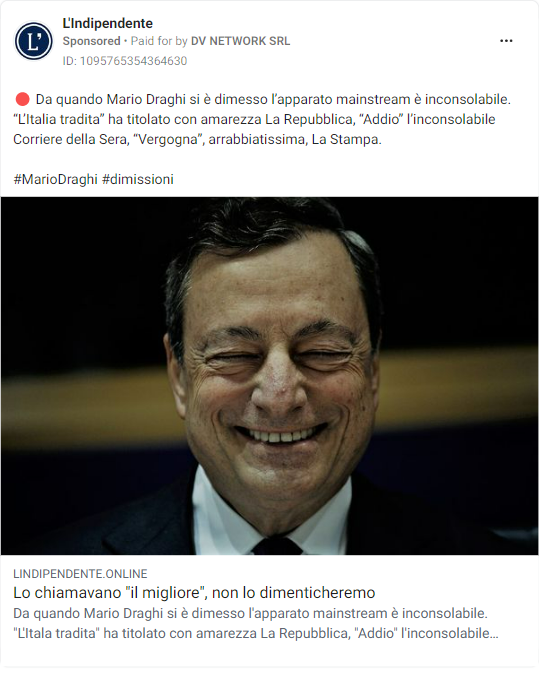 L'
L'Indipendente
Sponsored • Paid for by DV NETWORK SRL
ID: 1095765354364630
🔴 Da quando Mario Draghi si è dimesso l’apparato mainstream è inconsolabile.
“L’Italia tradita” ha titolato con amarezza La Repubblica, “Addio” l’inconsolabile
Corriere della Sera, “Vergogna”, arrabbiatissima, La Stampa.
#MarioDraghi #dimissioni
LINDIPENDENTE.ONLINE
Lo chiamavano "il migliore", non lo dimenticheremo
Da quando Mario Draghi si è dimesso l'apparato mainstream è inconsolabile.
"L'Itala tradita" ha titolato con amarezza La Repubblica, "Addio" l'inconsolabile...